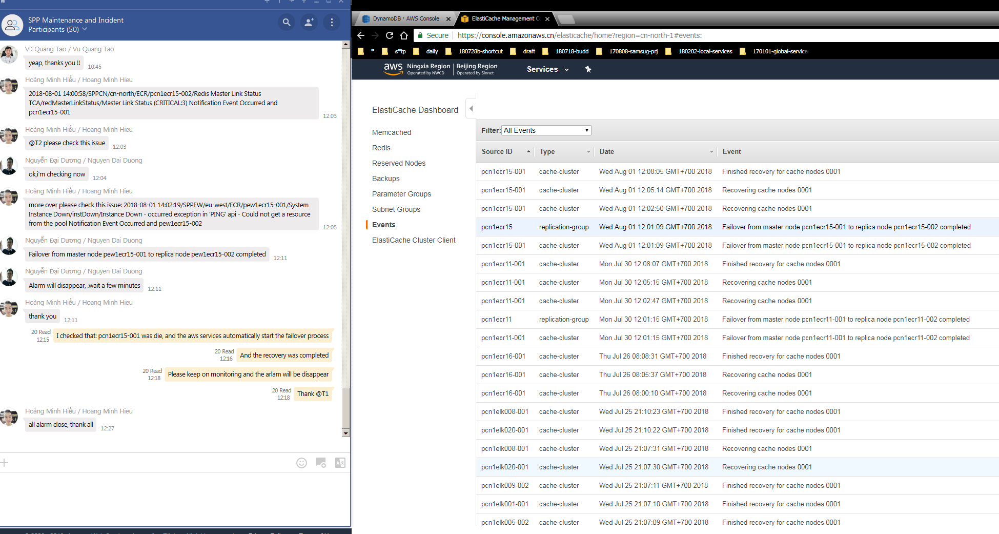 SPP Maintenance and Incident
Participants (50)
Vũ Quang Tạo / Vu Quang Tao
yeap, thanks you !!
10:45
Hoàng Minh Hiếu / Hoang Minh Hieu
2018-08-01 14:00:58/SPPCN/cn-north/ECR/pcn1ecr15-002/Redis Master Link Status
TCA/redMasterLinkStatus/Master Link Status (CRITICAL:3) Notification Event Occurred and
pcn1ecr15-001
12:03
Hoàng Minh Hiếu / Hoang Minh Hieu
@T2 please check this issue
12:03
Nguyễn Đại Dương / Nguyen Dai Duong
ok,i'm checking now
12:04
Hoàng Minh Hiếu / Hoang Minh Hieu
more over please check this issue: 2018-08-01 14:02:19/SPPEW/eu-west/ECR/pew1ecr15-001/System
Instance Down/instDown/Instance Down - occurred exception in 'PING' api - Could not get a resource
from the pool Notification Event Occurred and pew1ecr15-002
12:05
Nguyễn Đại Dương / Nguyen Dai Duong
Failover from master node pew1ecr15-001 to replica node pew1ecr15-002 completed
12:11
Nguyễn Đại Dương / Nguyen Dai Duong
Alarm will disappear, .wait a few minutes
12:11
Hoàng Minh Hiếu / Hoang Minh Hieu
thank you
12:11
20 Read
12:15
I checked that: pcn1ecr15-001 was die, and the aws services automatically start the failover process
20 Read
12:16
And the recovery was completed
20 Read
12:18
Please keep on monitoring and the arlam will be disappear
20 Read
12:18
Thank @T1
Hoàng Minh Hiếu / Hoang Minh Hieu
all alarm close, thank all
12:27
DynamoDB · AWS Console
ElastiCache Management C
Secure
https://console.amazonaws.cn/elasticache/home?region=cn-north-1#events:
* s*tp daily 180728b-shortcut draft 180718-budd 170808-samsug-prj 180202-local-services 170101-global-service
aws
Ningxia Region
Operated by NWCD
Beijing Region
Operated by Sinnet
Services
ElastiCache Dashboard
Memcached
Redis
Reserved Nodes
Backups
Parameter Groups
Subnet Groups
Events
ElastiCache Cluster Client
Filter: All Events
Source ID Type Date Event
pcn1ecr15-001 cache-cluster Wed Aug 01 12:08:05 GMT+700 2018 Finished recovery for cache nodes 0001
pcn1ecr15-001 cache-cluster Wed Aug 01 12:05:14 GMT+700 2018 Recovering cache nodes 0001
pcn1ecr15-001 cache-cluster Wed Aug 01 12:02:50 GMT+700 2018 Recovering cache nodes 0001
pcn1ecr15 replication-group Wed Aug 01 12:01:09 GMT+700 2018 Failover from master node pcn1ecr15-001 to replica node pcn1ecr15-002 completed
pcn1ecr15-001 cache-cluster Wed Aug 01 12:01:09 GMT+700 2018 Failover from master node pcn1ecr15-001 to replica node pcn1ecr15-002 completed
pcn1ecr11-001 cache-cluster Mon Jul 30 12:08:07 GMT+700 2018 Finished recovery for cache nodes 0001
pcn1ecr11-001 cache-cluster Mon Jul 30 12:05:15 GMT+700 2018 Recovering cache nodes 0001
pcn1ecr11-001 cache-cluster Mon Jul 30 12:02:47 GMT+700 2018 Recovering cache nodes 0001
pcn1ecr11 replication-group Mon Jul 30 12:01:15 GMT+700 2018 Failover from master node pcn1ecr11-001 to replica node pcn1ecr11-002 completed
pcn1ecr11-001 cache-cluster Mon Jul 30 12:01:15 GMT+700 2018 Failover from master node pcn1ecr11-001 to replica node pcn1ecr11-002 completed
pcn1ecr16-001 cache-cluster Thu Jul 26 08:08:31 GMT+700 2018 Finished recovery for cache nodes 0001
pcn1ecr16-001 cache-cluster Thu Jul 26 08:05:37 GMT+700 2018 Recovering cache nodes 0001
pcn1ecr16-001 cache-cluster Thu Jul 26 08:00:10 GMT+700 2018 Recovering cache nodes 0001
pcn1elk008-001 cache-cluster Wed Jul 25 21:10:23 GMT+700 2018 Finished recovery for cache nodes 0001
pcn1elk020-001 cache-cluster Wed Jul 25 21:10:22 GMT+700 2018 Finished recovery for cache nodes 0001
pcn1elk008-001 cache-cluster Wed Jul 25 21:07:31 GMT+700 2018 Recovering cache nodes 0001
pcn1elk020-001 cache-cluster Wed Jul 25 21:07:30 GMT+700 2018 Recovering cache nodes 0001
pcn1elk009-002 cache-cluster Wed Jul 25 21:07:11 GMT+700 2018 Finished recovery for cache nodes 0001
pcn1elk001-001 cache-cluster Wed Jul 25 21:07:10 GMT+700 2018 Finished recovery for cache nodes 0001
pcn1elk005-002 cache-cluster Wed Jul 25 21:07:09 GMT+700 2018 Finished recovery for cache nodes 0001